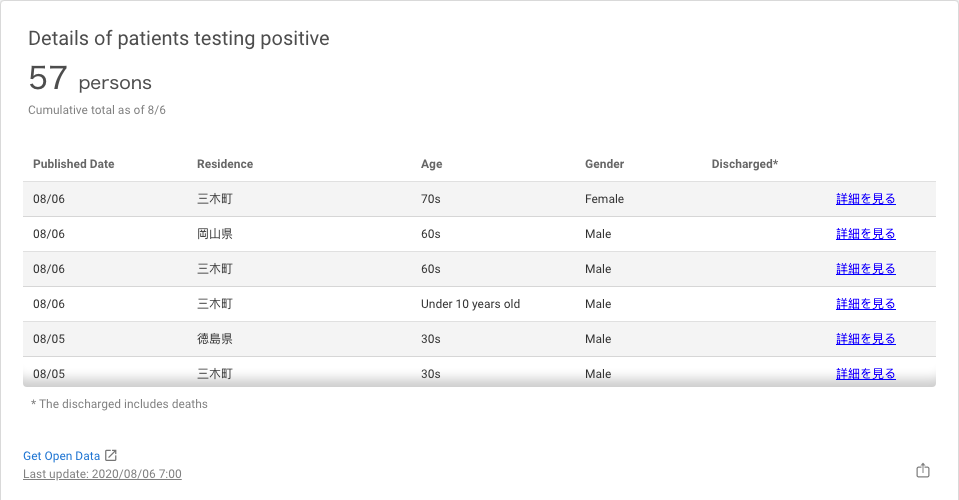 Details of patients testing positive
57 persons
Cumulative total as of 8/6
Published Date Residence Age Gender Discharged*
08/06 三木町 70s Female 詳細を見る
08/06 岡山県 60s Male 詳細を見る
08/06 三木町 60s Male 詳細を見る
08/06 三木町 Under 10 years old Male 詳細を見る
08/05 徳島県 30s Male 詳細を見る
08/05 三木町 30s Male 詳細を見る
* The discharged includes deaths
Get Open Data
Last update: 2020/08/06 7:00